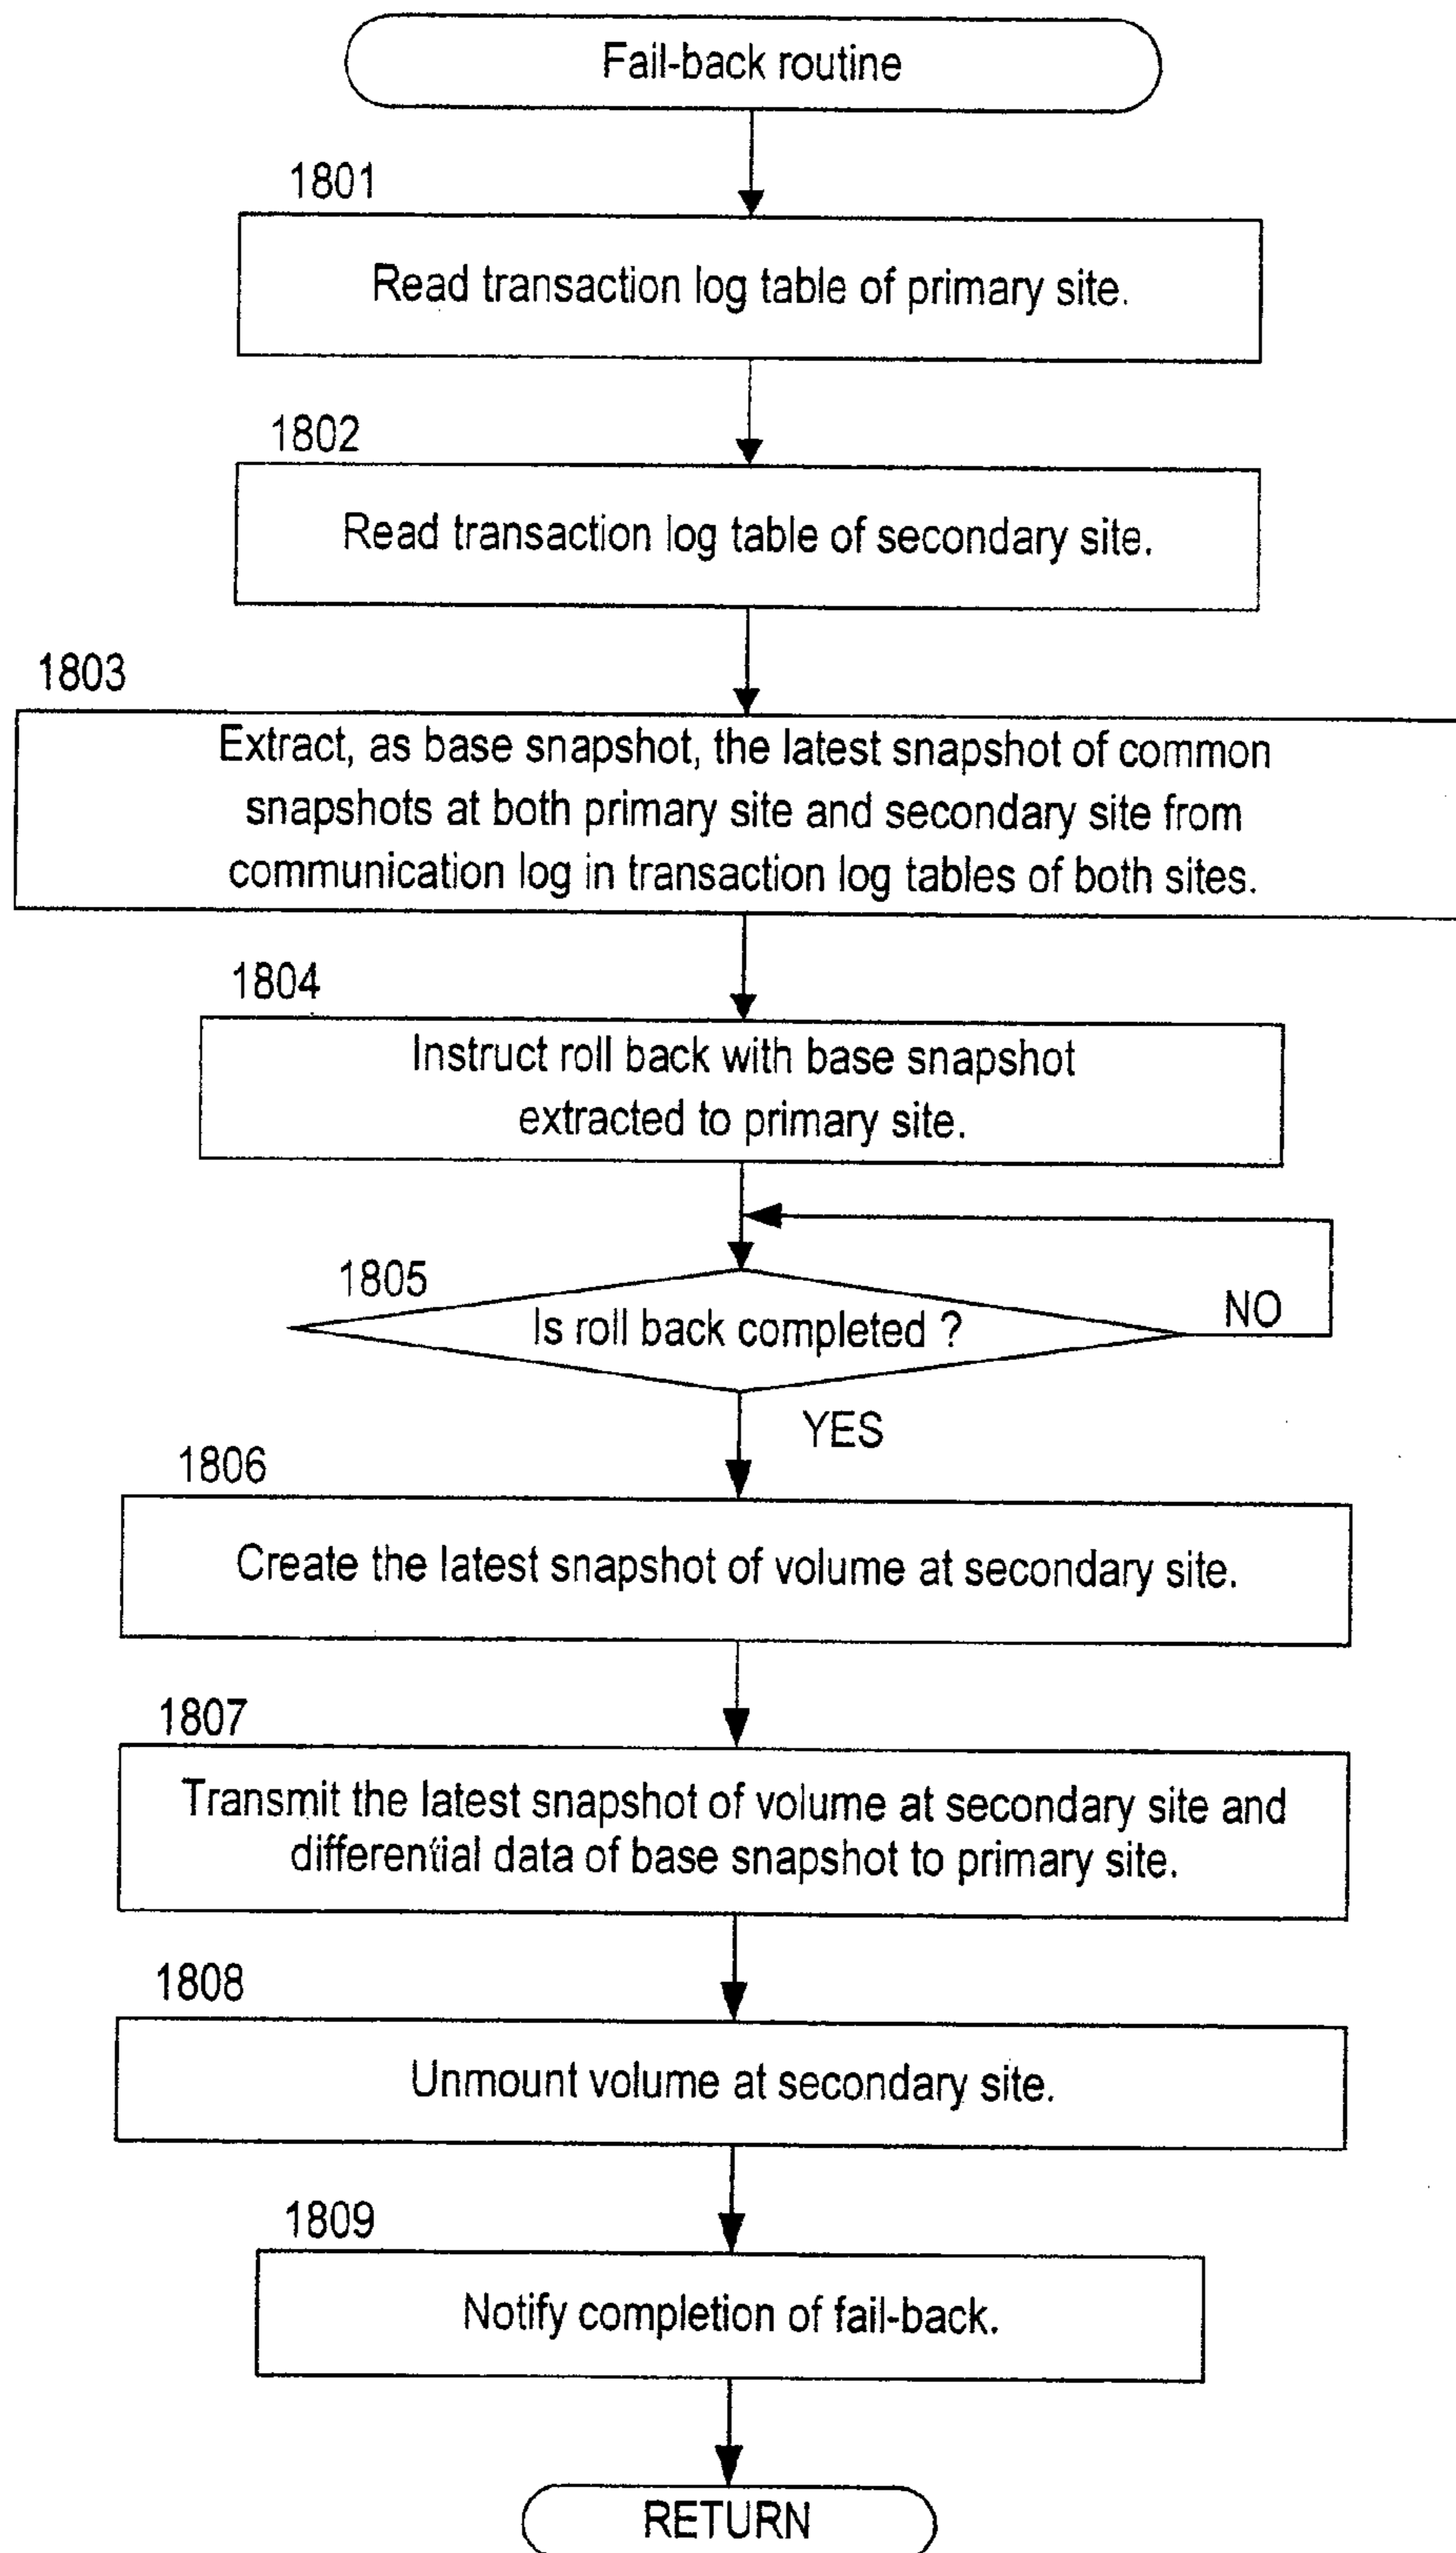 Fail-back routine
1801
Read transaction log table of primary site.
1802
Read transaction log table of secondary site.
1803
Extract, as base snapshot, the latest snapshot of common
snapshots at both primary site and secondary site from
communication log in transaction log tables of both sites.
1804
Instruct roll back with base snapshot
extracted to primary site.
1805
Is roll back completed ?
NO
YES
1806
Create the latest snapshot of volume at secondary site.
1807
Transmit the latest snapshot of volume at secondary site and
differential data of base snapshot to primary site.
1808
Unmount volume at secondary site.
1809
Notify completion of fail-back.
RETURN